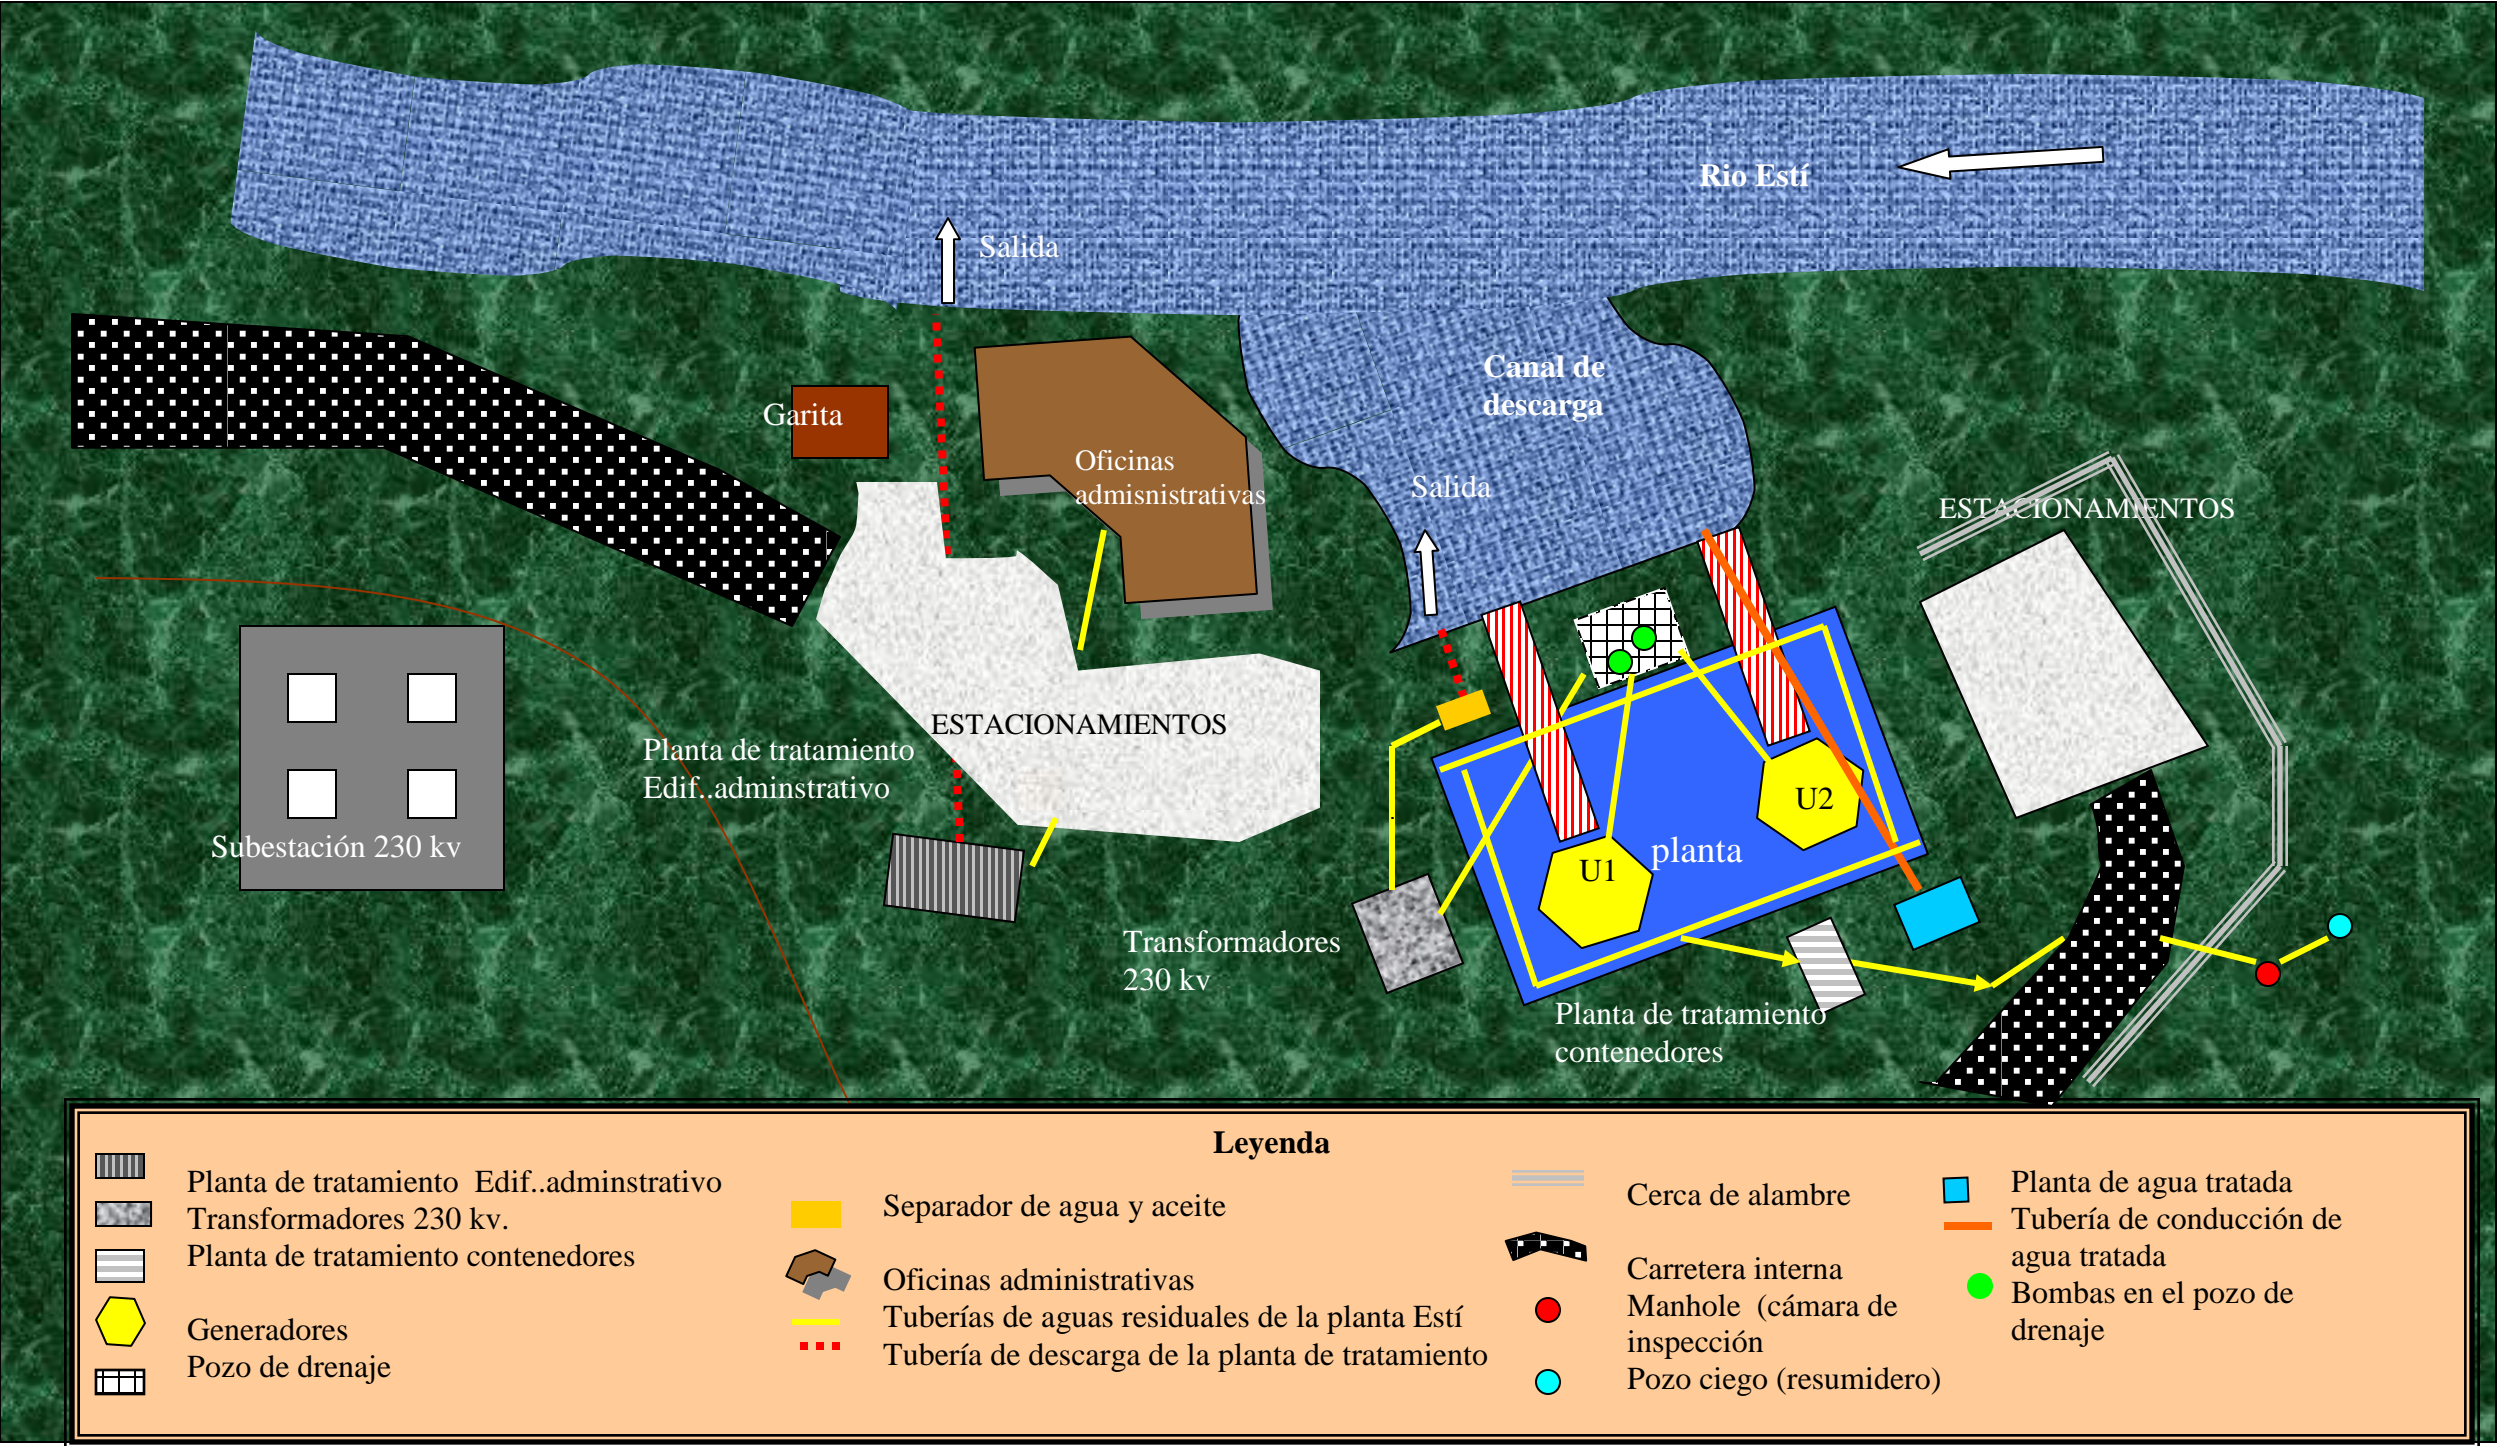 Rio Estí
Salida
Canal de
descarga
Garita
Oficinas
admisnistrativas
Salida
ESTACIONAMIENTOS
ESTACIONAMIENTOS
Planta de tratamiento
Edif..adminstrativo
U2
Subestación 230 kv
planta
U1
Transformadores
230 kv
Planta de tratamiento
contenedores
Leyenda
Planta de tratamiento  Edif..adminstrativo
Transformadores 230 kv.
Planta de tratamiento contenedores
Generadores
Pozo de drenaje
Separador de agua y aceite
Oficinas administrativas
Tuberías de aguas residuales de la planta Estí
Tubería de descarga de la planta de tratamiento
Cerca de alambre
Carretera interna
Manhole  (cámara de
inspección
Pozo ciego (resumidero)
Planta de agua tratada
Tubería de conducción de
agua tratada
Bombas en el pozo de
drenaje